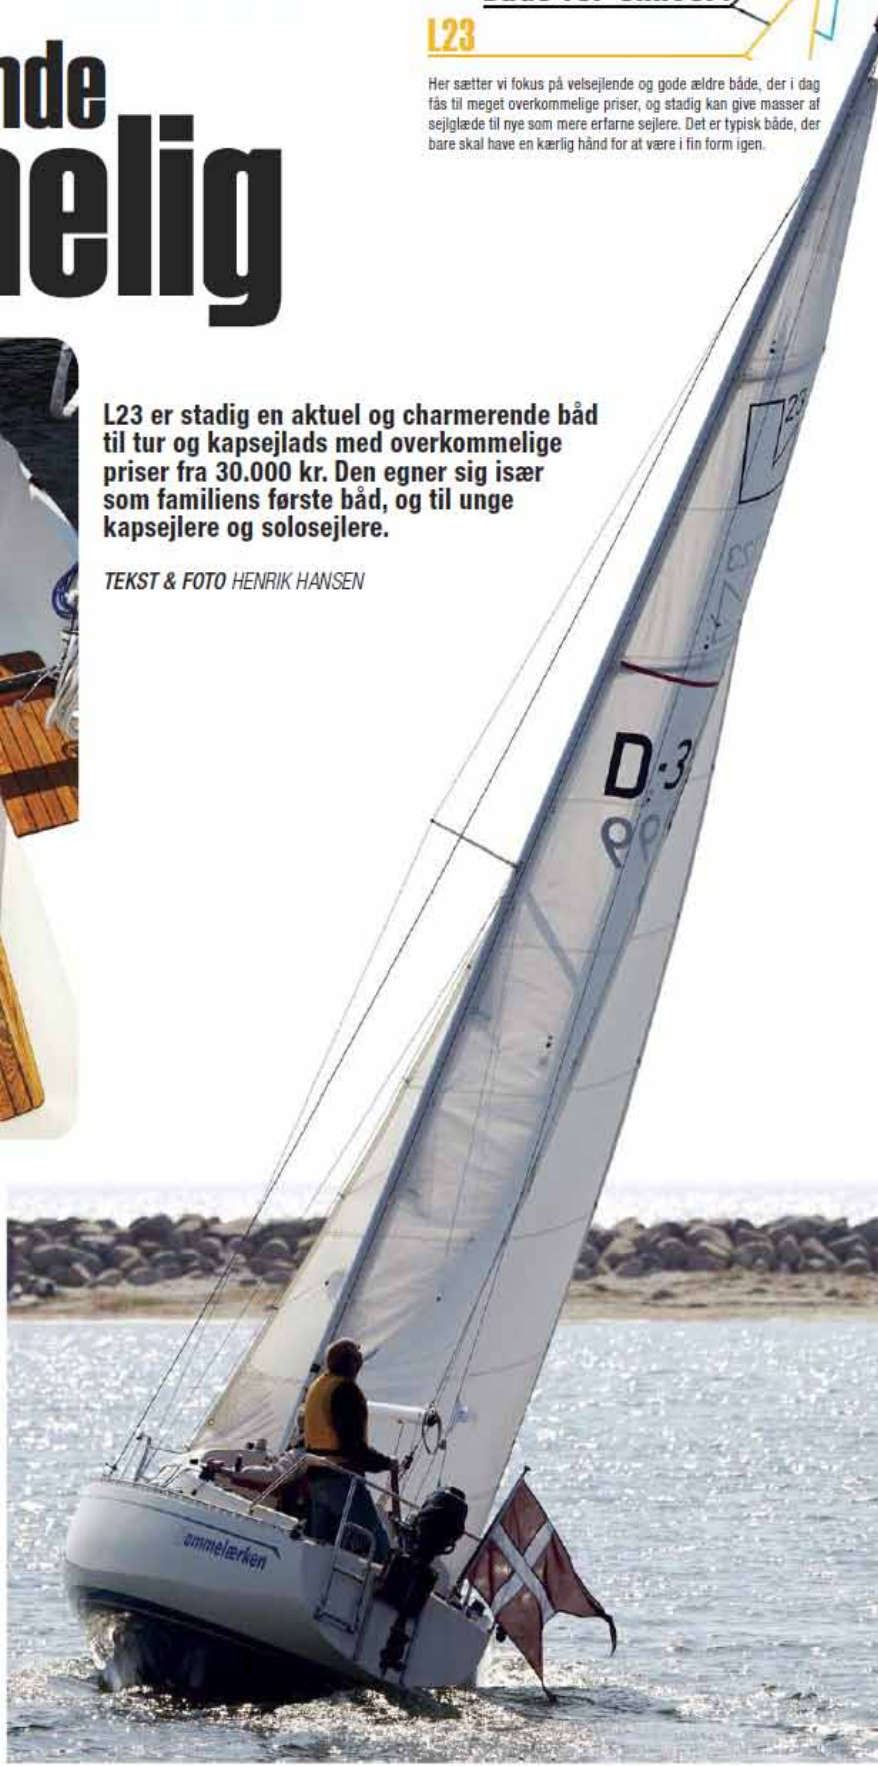 L23
Her sætter vi fokus på velsejlende og gode ældre både, der i dag
fås til meget overkommelige priser, og stadig kan give masser af
sejlglæde til nye som mere erfarne sejlere. Det er typisk både, der
bare skal have en kærlig hånd for at være i fin form igen.
nde
elig
L23 er stadig en aktuel og charmerende båd
til tur og kapsejlads med overkommelige
priser fra 30.000 kr. Den egner sig især
som familiens første båd, og til unge
kapsejlere og solosejlere.
TEKST & FOTO HENRIK HANSEN
23
D-3
ommelærken